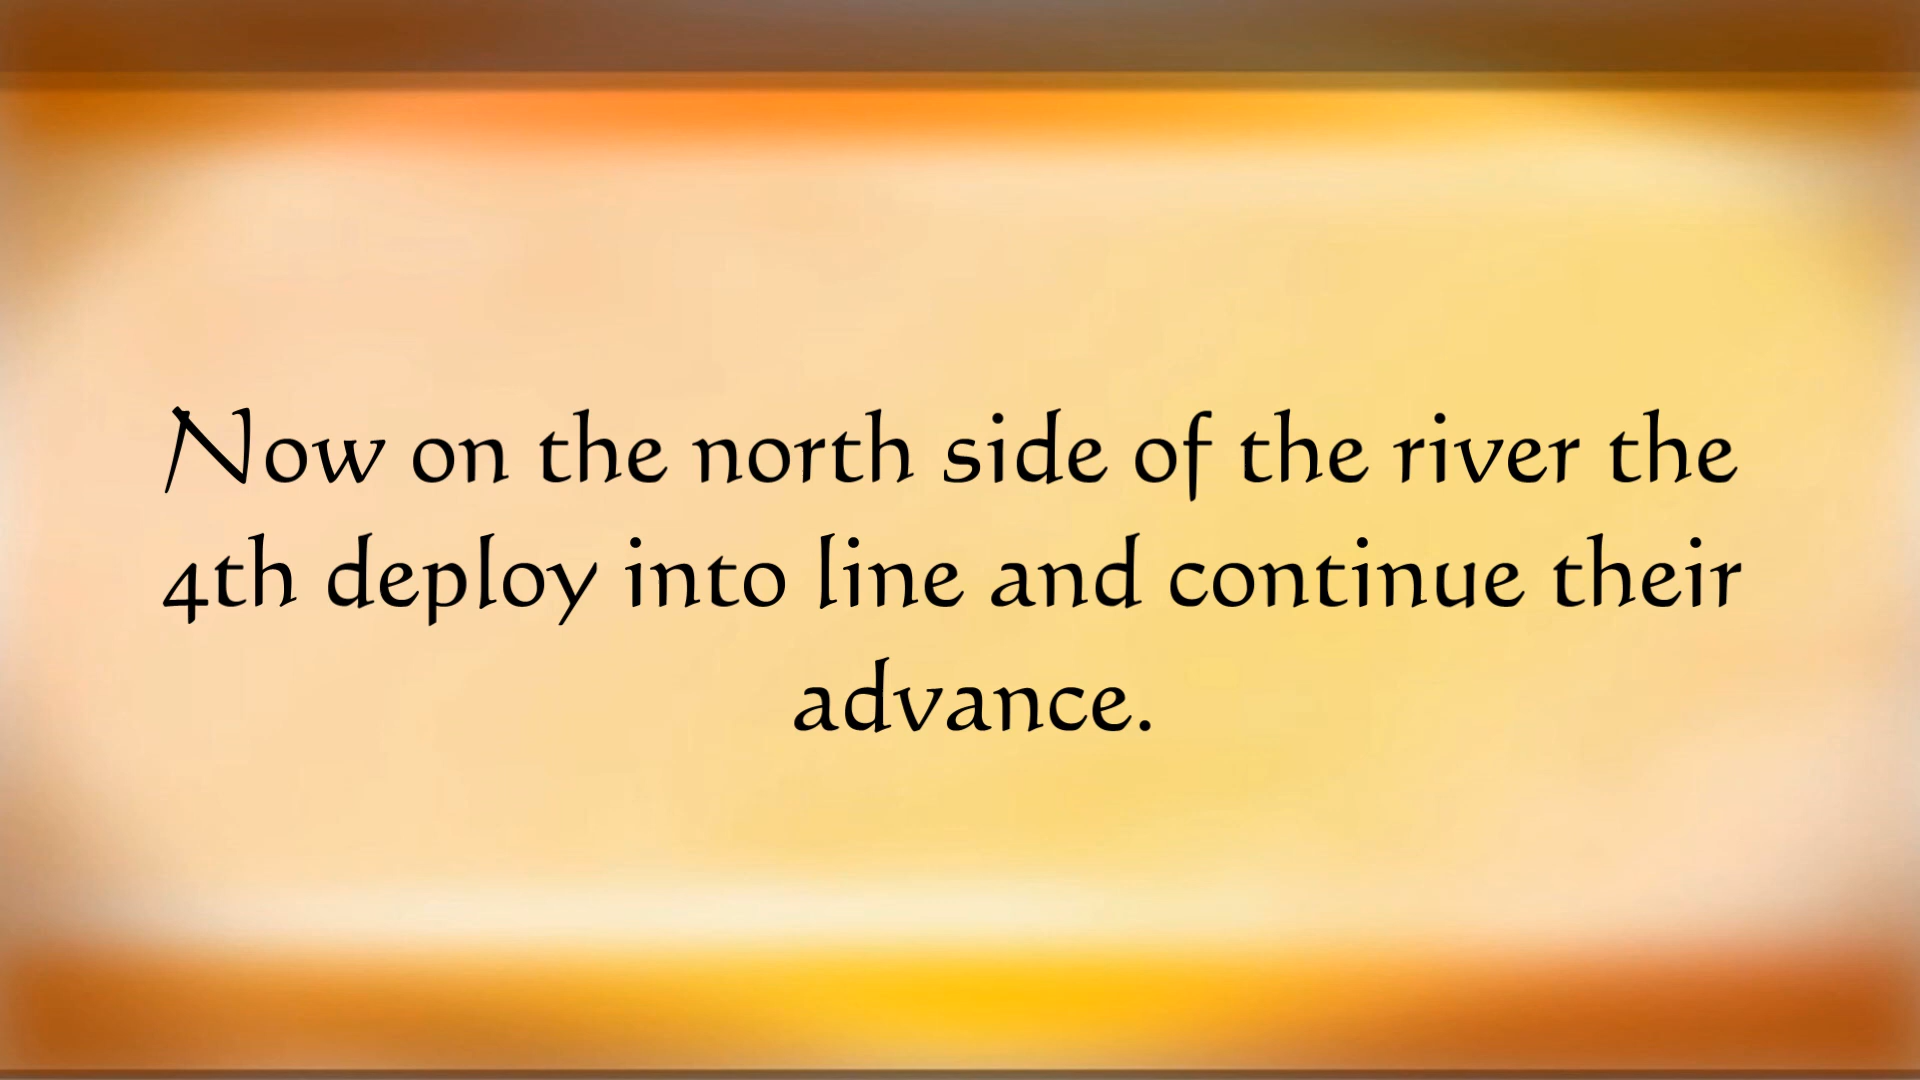 Now on the north side of the river the
4th deploy into line and continue their
advance.